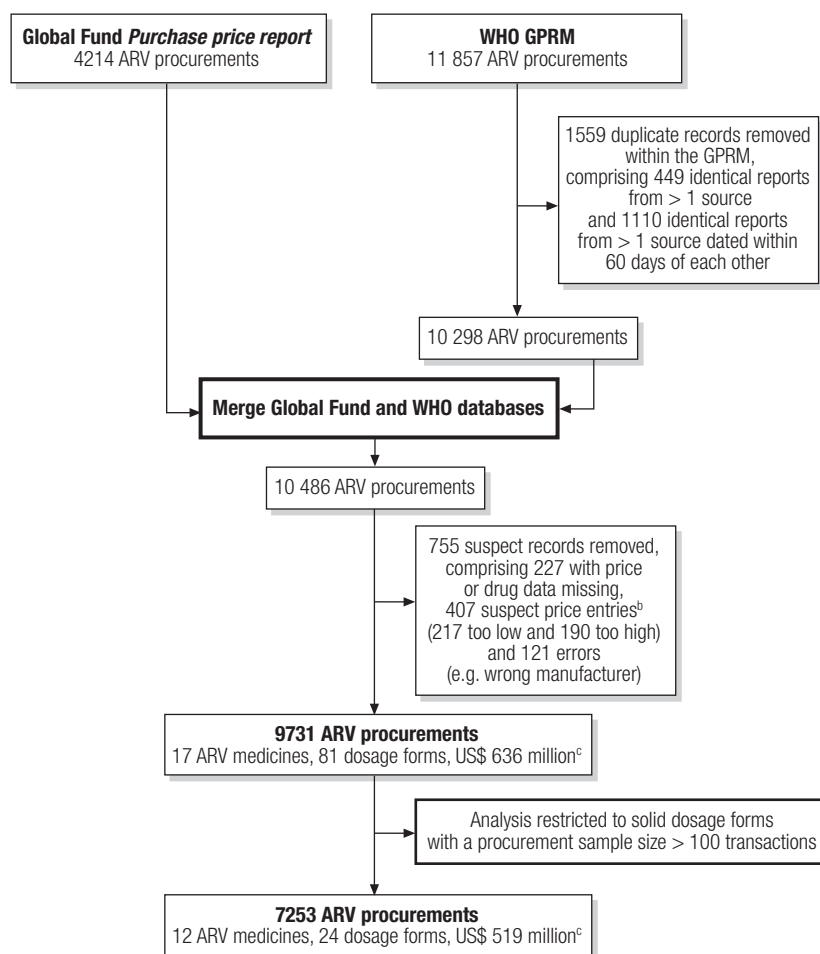 Global Fund Purchase price report
4214 ARV procurements
WHO GPRM
11 857 ARV procurements
1559 duplicate records removed
within the GPRM,
comprising 449 identical reports
from > 1 source
and 1110 identical reports
from > 1 source dated within
60 days of each other
10 298 ARV procurements
Merge Global Fund and WHO databases
10 486 ARV procurements
755 suspect records removed,
comprising 227 with price
or drug data missing,
407 suspect price entriesᵇ
(217 too low and 190 too high)
and 121 errors
(e.g. wrong manufacturer)
9731 ARV procurements
17 ARV medicines, 81 dosage forms, US$ 636 millionᶜ
Analysis restricted to solid dosage forms
with a procurement sample size > 100 transactions
7253 ARV procurements
12 ARV medicines, 24 dosage forms, US$ 519 millionᶜ